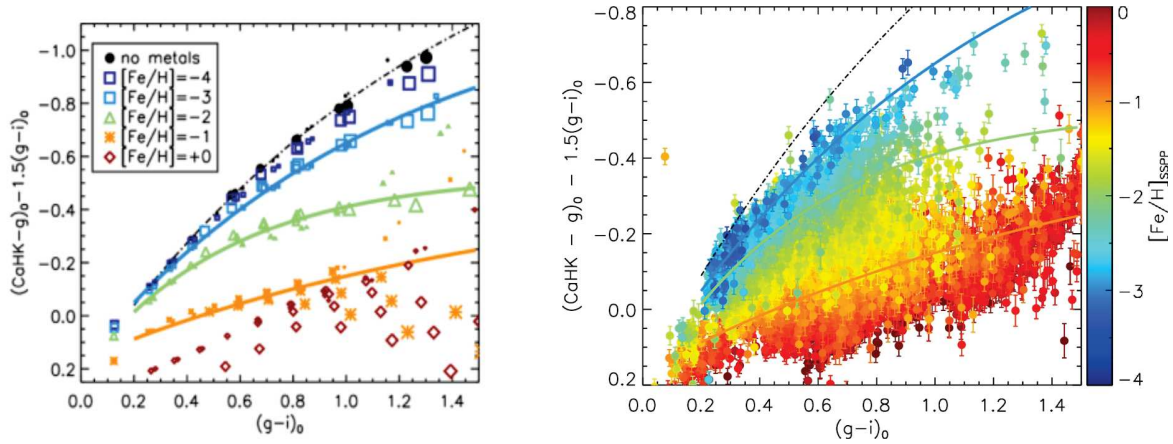 (CaHK-g)₀-1.5(g-i)₀
-1.0
-0.8
-0.6
-0.4
-0.2
0.0
0.2
no metals
[Fe/H]=-4
[Fe/H]=-3
[Fe/H]=-2
[Fe/H]=-1
[Fe/H]=+0
0.0 0.2 0.4 0.6 0.8 1.0 1.2 1.4
(g-i)₀
(CaHK - g)₀ - 1.5(g-i)₀
-0.8
-0.6
-0.4
-0.2
0.0
0.2
0.0 0.2 0.4 0.6 0.8 1.0 1.2 1.4
(g-i)₀
0
-1
-2
-3
-4
[Fe/H]SSPP